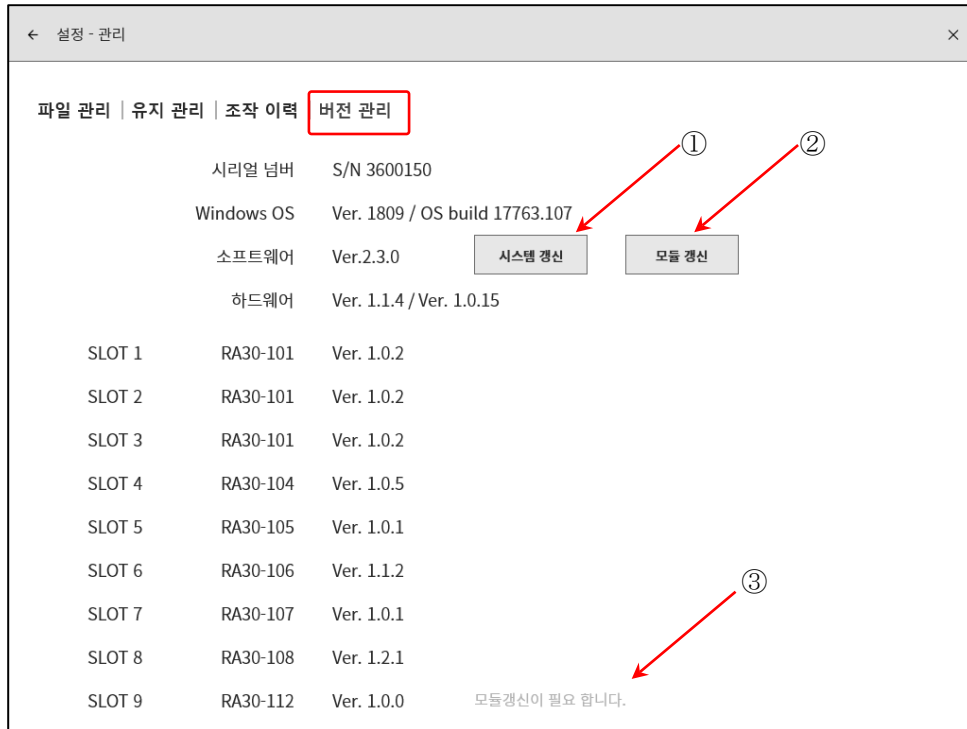 ← 설정 - 관리 ×
파일 관리 | 유지 관리 | 조작 이력 | 버전 관리
① ②
시리얼 넘버 S/N 3600150
Windows OS Ver. 1809 / OS build 17763.107
소프트웨어 Ver.2.3.0 시스템 갱신 모듈 갱신
하드웨어 Ver. 1.1.4 / Ver. 1.0.15
SLOT 1 RA30-101 Ver. 1.0.2
SLOT 2 RA30-101 Ver. 1.0.2
SLOT 3 RA30-101 Ver. 1.0.2
SLOT 4 RA30-104 Ver. 1.0.5
SLOT 5 RA30-105 Ver. 1.0.1
SLOT 6 RA30-106 Ver. 1.1.2
③
SLOT 7 RA30-107 Ver. 1.0.1
SLOT 8 RA30-108 Ver. 1.2.1
SLOT 9 RA30-112 Ver. 1.0.0 모듈갱신이 필요 합니다.